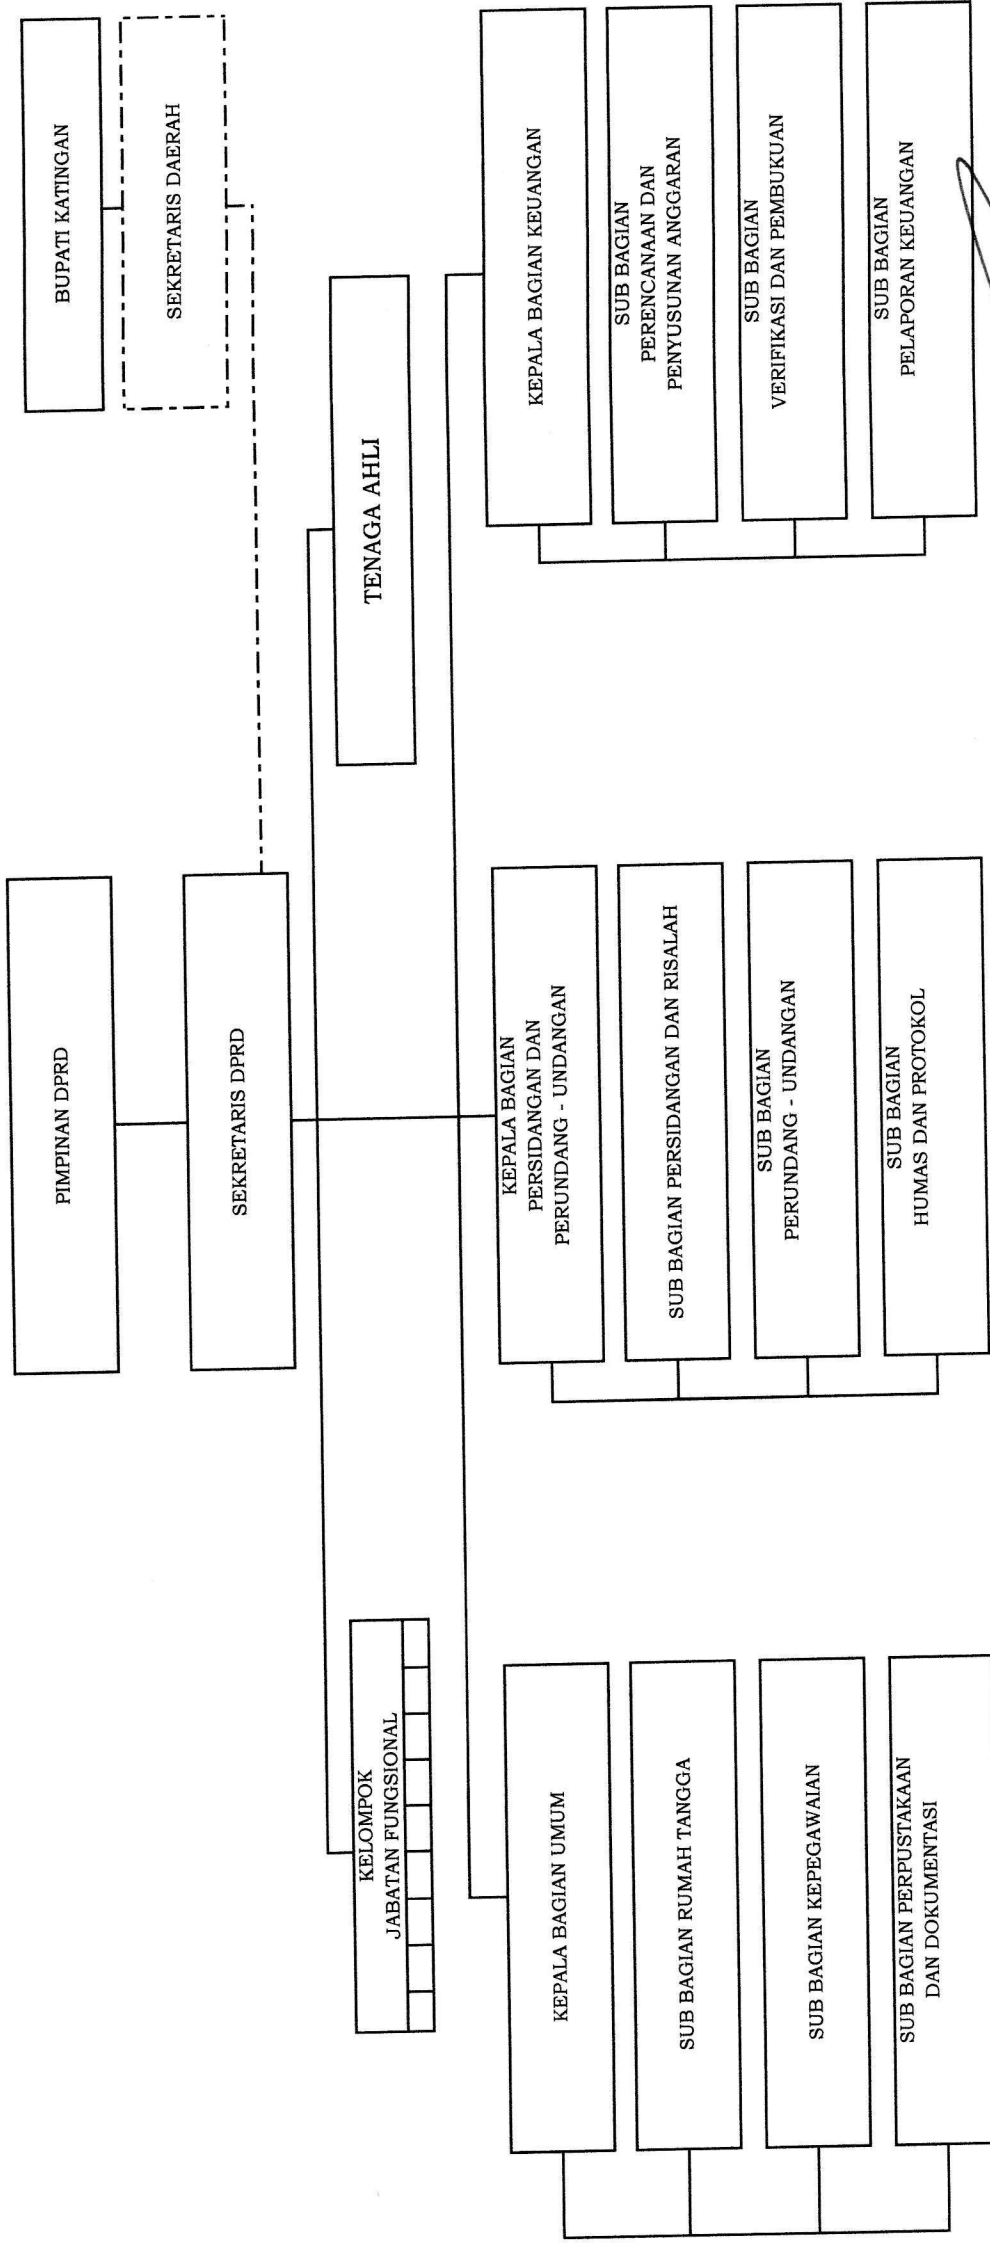 PIMPINAN DPRD
BUPATI KATINGAN
SEKRETARIS DAERAH
SEKRETARIS DPRD
KELOMPOK
JABATAN FUNGSIONAL
TENAGA AHLI
KEPALA BAGIAN UMUM
SUB BAGIAN RUMAH TANGGA
SUB BAGIAN KEPEGAWAIAN
SUB BAGIAN PERPUSTAKAAN
DAN DOKUMENTASI
KEPALA BAGIAN
PERSIDANGAN DAN
PERUNDANG - UNDANGAN
SUB BAGIAN PERSIDANGAN DAN RISALAH
SUB BAGIAN
PERUNDANG - UNDANGAN
SUB BAGIAN
HUMAS DAN PROTOKOL
KEPALA BAGIAN KEUANGAN
SUB BAGIAN
PERENCANAAN DAN
PENYUSUNAN ANGGARAN
SUB BAGIAN
VERIFIKASI DAN PEMBUKUAN
SUB BAGIAN
PELAPORAN KEUANGAN